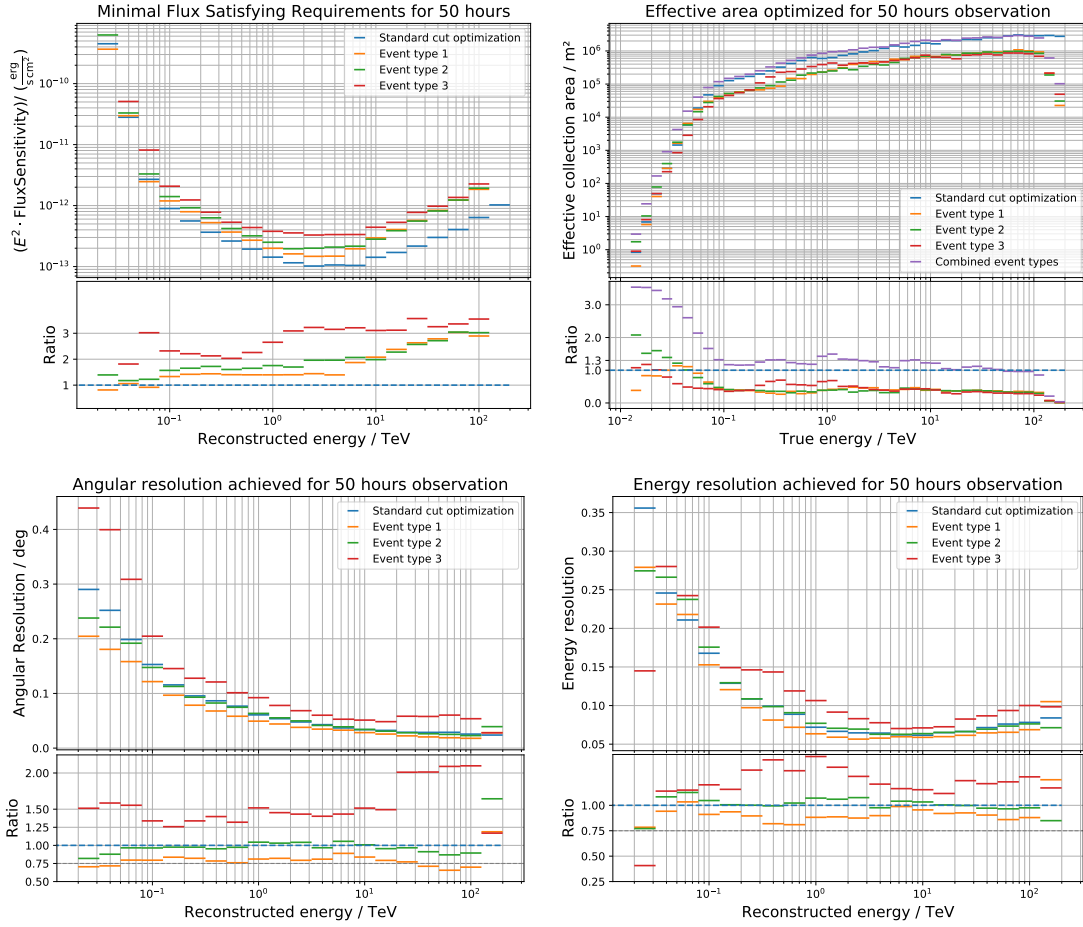 Minimal Flux Satisfying Requirements for 50 hours
(E² · FluxSensitivity)/ (erg / s cm²)
10⁻¹⁰
10⁻¹¹
10⁻¹²
10⁻¹³
Standard cut optimization
Event type 1
Event type 2
Event type 3
Ratio
3
2
1
10⁻¹ 10⁰ 10¹ 10²
Reconstructed energy / TeV
Effective area optimized for 50 hours observation
Effective collection area / m²
10⁶
10⁵
10⁴
10³
10²
10¹
10⁰
Standard cut optimization
Event type 1
Event type 2
Event type 3
Combined event types
Ratio
3.0
2.0
1.3
1.0
0.0
10⁻² 10⁻¹ 10⁰ 10¹ 10²
True energy / TeV
Angular resolution achieved for 50 hours observation
Angular Resolution / deg
0.4
0.3
0.2
0.1
0.0
Standard cut optimization
Event type 1
Event type 2
Event type 3
Ratio
2.00
1.50
1.25
1.00
0.75
0.50
10⁻¹ 10⁰ 10¹ 10²
Reconstructed energy / TeV
Energy resolution achieved for 50 hours observation
Energy resolution
0.35
0.30
0.25
0.20
0.15
0.10
0.05
Standard cut optimization
Event type 1
Event type 2
Event type 3
Ratio
1.00
0.75
0.50
0.25
10⁻¹ 10⁰ 10¹ 10²
Reconstructed energy / TeV